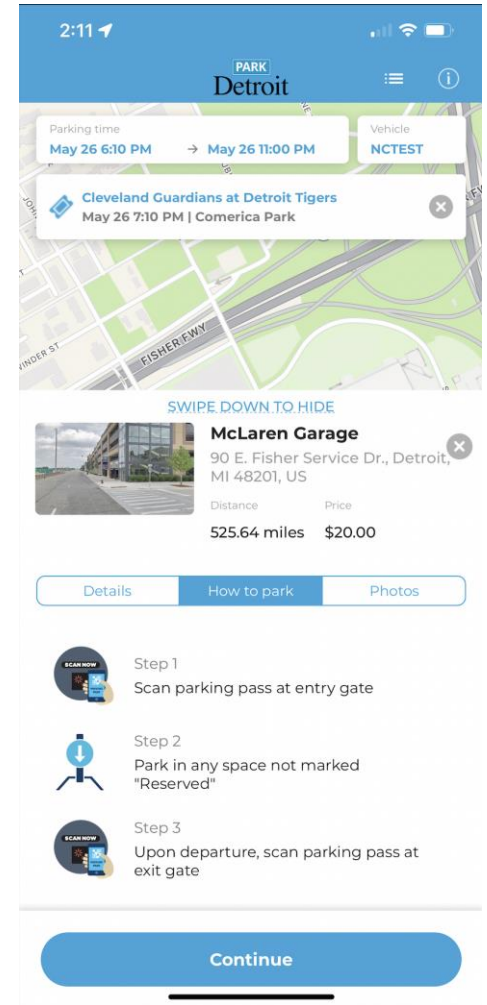 2:11
PARK
Detroit
Parking time
May 26 6:10 PM → May 26 11:00 PM
Vehicle
NCTEST
Cleveland Guardians at Detroit Tigers
May 26 7:10 PM | Comerica Park
FISHER FWY
SWIPE DOWN TO HIDE
McLaren Garage
90 E. Fisher Service Dr., Detroit,
MI 48201, US
Distance Price
525.64 miles $20.00
Details How to park Photos
SCAN NOW
Step 1
Scan parking pass at entry gate
Step 2
Park in any space not marked
"Reserved"
SCAN NOW
Step 3
Upon departure, scan parking pass at
exit gate
Continue